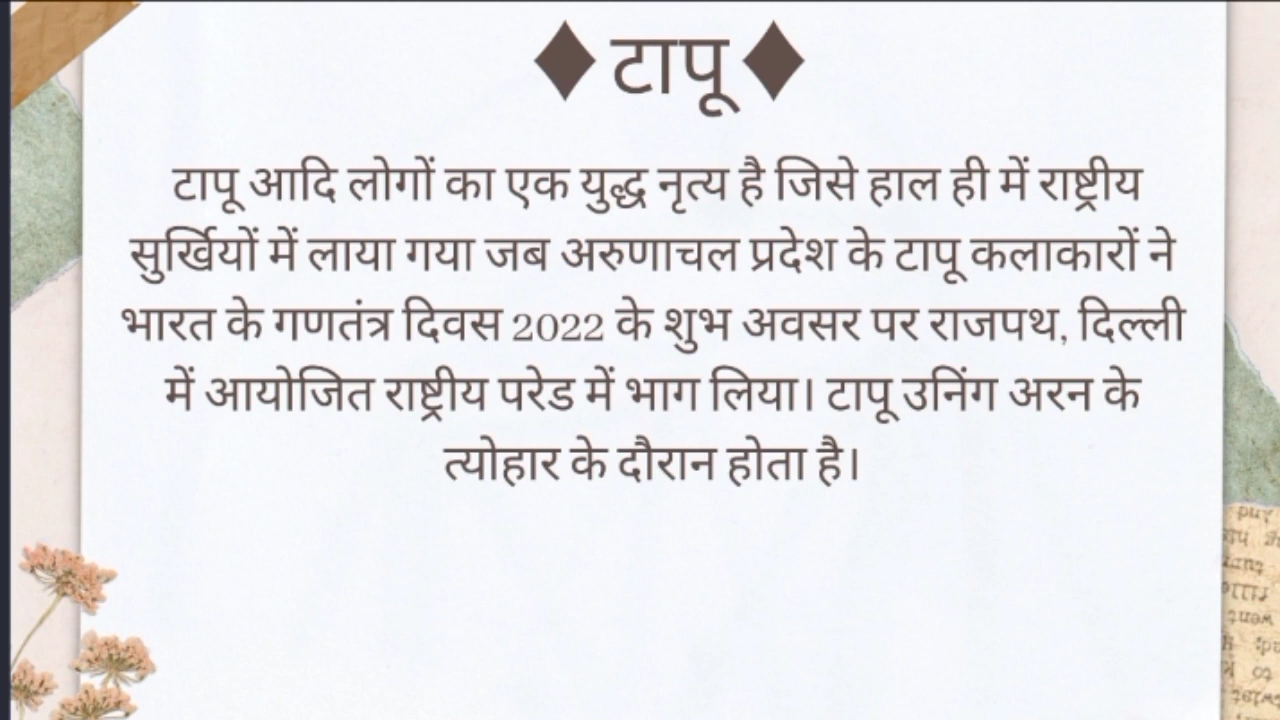 ♦टापू♦
टापू आदि लोगों का एक युद्ध नृत्य है जिसे हाल ही में राष्ट्रीय
सुर्खियों में लाया गया जब अरुणाचल प्रदेश के टापू कलाकारों ने
भारत के गणतंत्र दिवस 2022 के शुभ अवसर पर राजपथ, दिल्ली
में आयोजित राष्ट्रीय परेड में भाग लिया। टापू उनिंग अरन के
त्योहार के दौरान होता है।